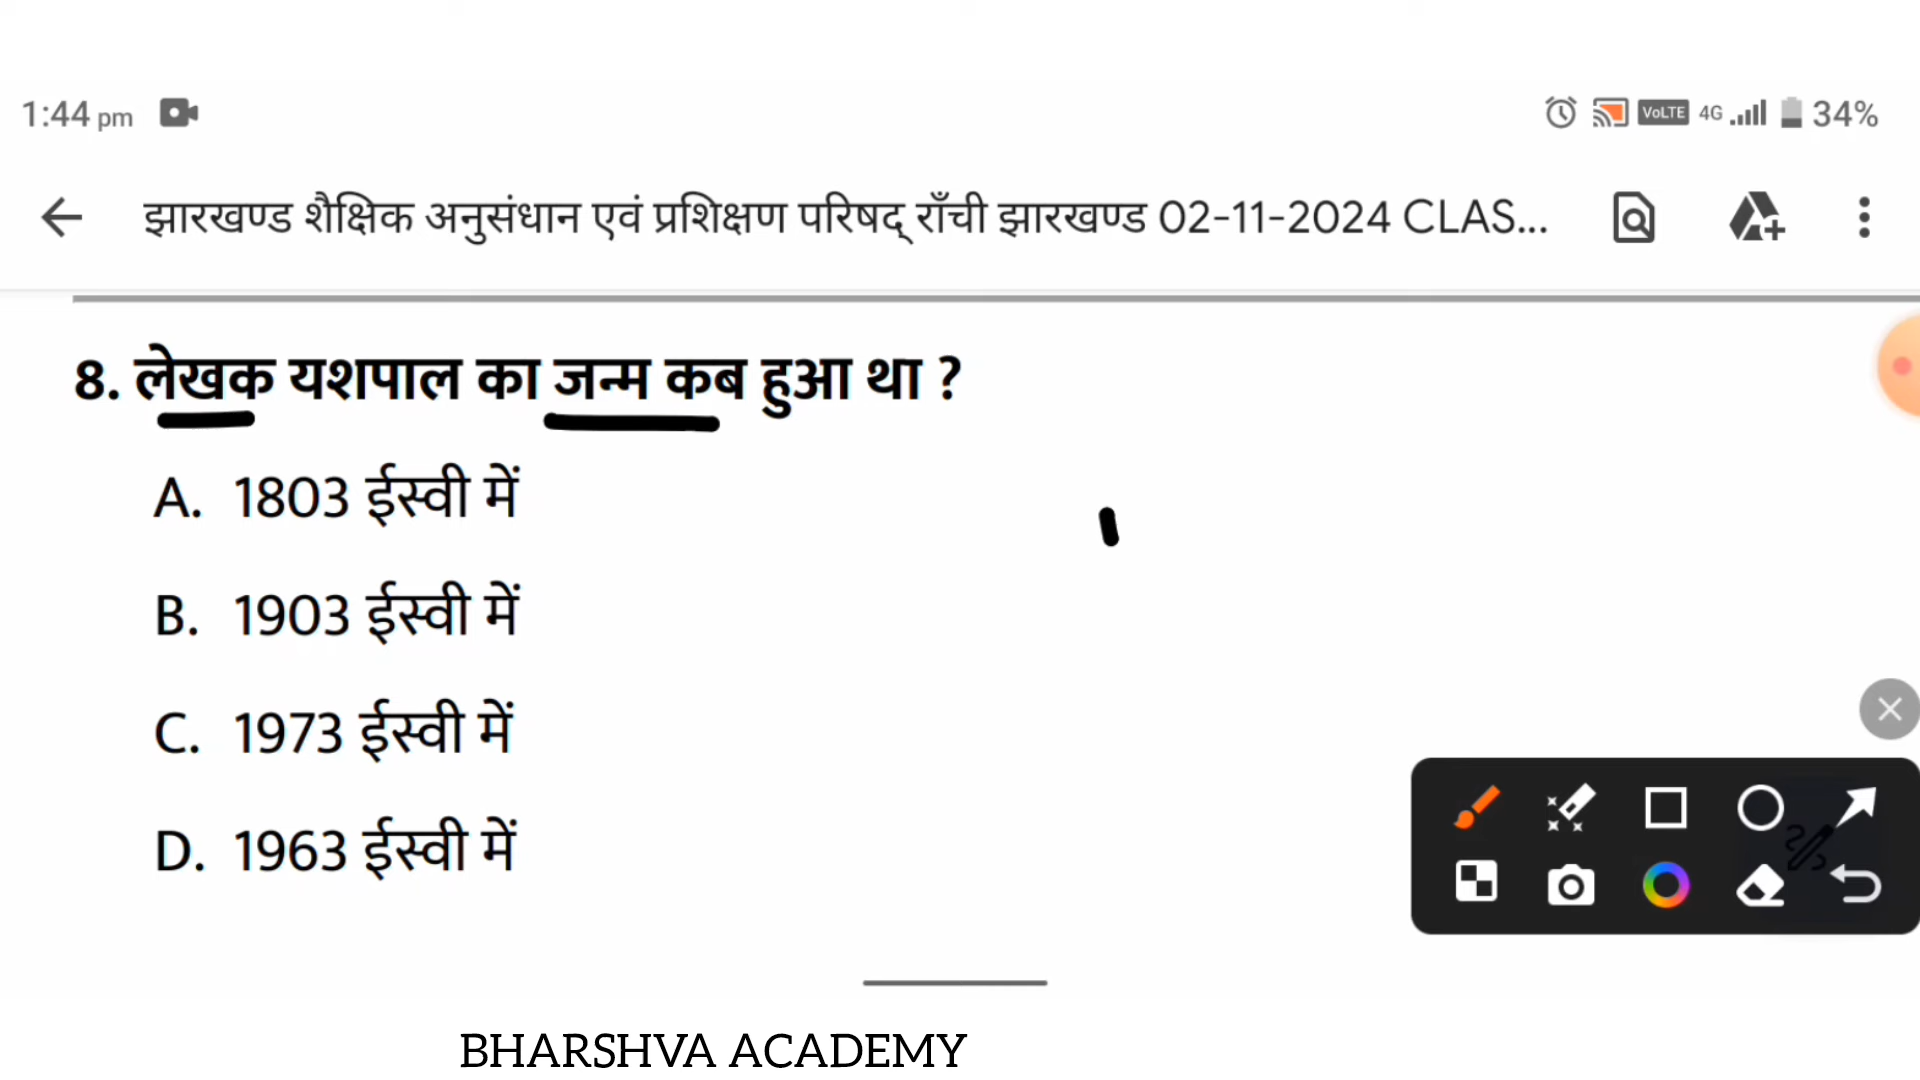 1:44 pm VoLTE 4G 34%
झारखण्ड शैक्षिक अनुसंधान एवं प्रशिक्षण परिषद् राँची झारखण्ड 02-11-2024 CLAS...
8. लेखक यशपाल का जन्म कब हुआ था ?
A. 1803 ईस्वी में
B. 1903 ईस्वी में
C. 1973 ईस्वी में
D. 1963 ईस्वी में
BHARSHVA ACADEMY